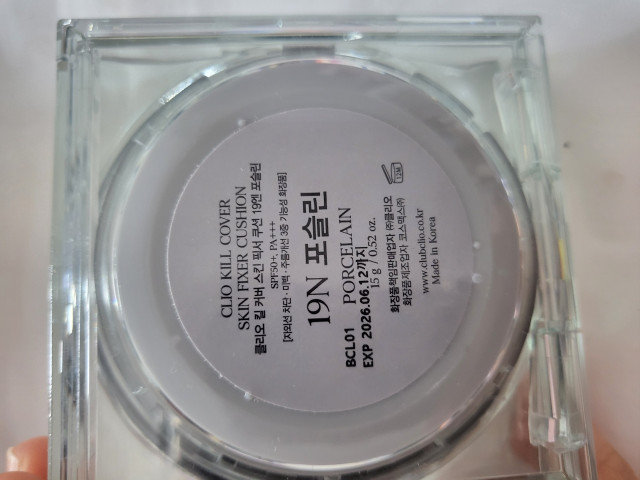 CLIO KILL COVER
SKIN FIXER CUSHION
클리오 킬 커버 스킨 픽서 쿠션 19엔 포슬린
SPF50+, PA+++
[자외선 차단 · 미백 · 주름개선 3중 기능성 화장품]
19N 포슬린
PORCELAIN
BCL01
15 g / 0.52 oz.
EXP 2026.06.12까지
화장품책임판매업자 ㈜클리오
화장품제조업자 코스맥스㈜
www.clubclio.co.kr
Made in Korea
12M